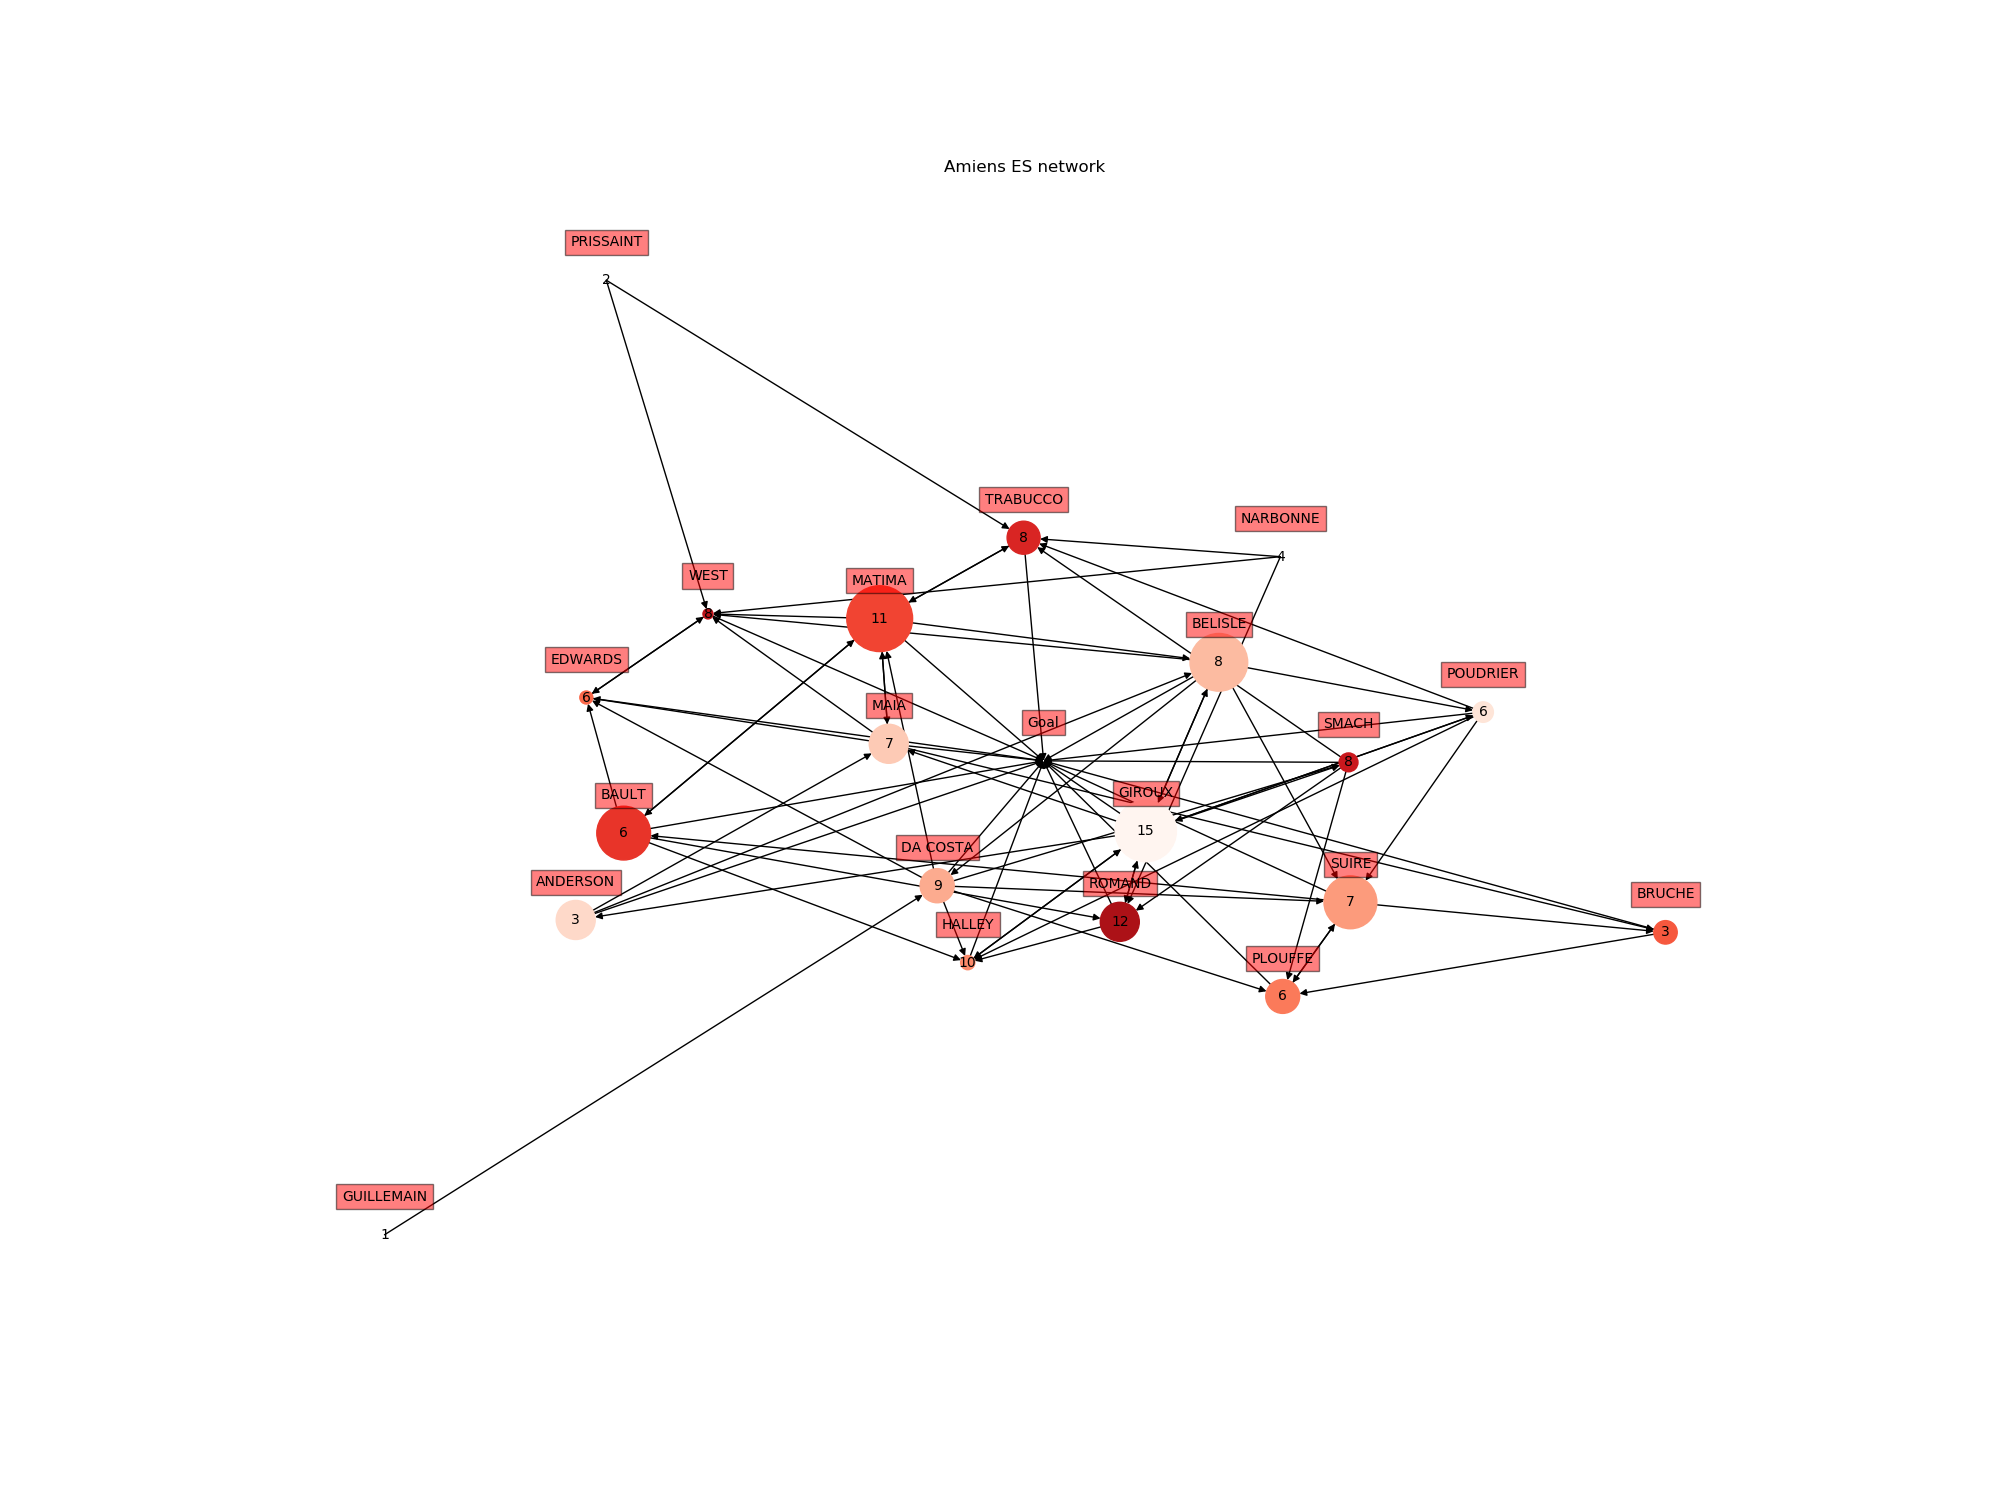 Amiens ES network
PRISSAINT
2
TRABUCCO
8
NARBONNE
4
WEST
8
MATIMA
11
BELISLE
8
EDWARDS
6
POUDRIER
6
MAIA
7
Goal
SMACH
8
BAULT
6
GIROUX
15
DA COSTA
9
SUIRE
7
ANDERSON
3
ROMAND
12
BRUCHE
3
HALLEY
10
PLOUFFE
6
GUILLEMAIN
1